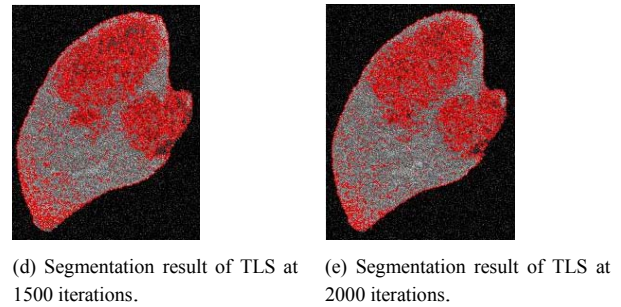 (d) Segmentation result of TLS at
1500 iterations.
(e) Segmentation result of TLS at
2000 iterations.